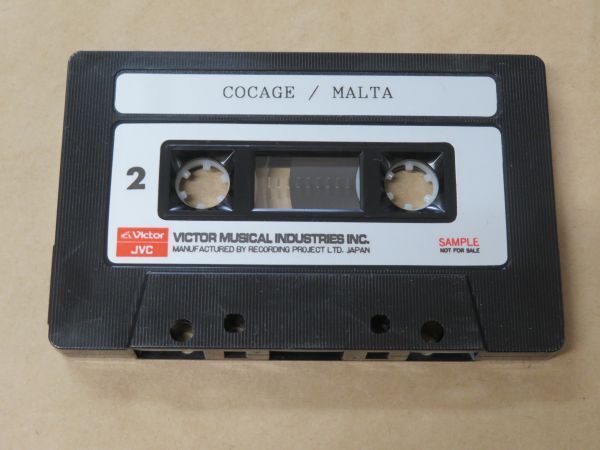 COCAGE / MALTA
2
Victor
JVC
VICTOR MUSICAL INDUSTRIES INC.
MANUFACTURED BY RECORDING PROJECT LTD. JAPAN
SAMPLE
NOT FOR SALE